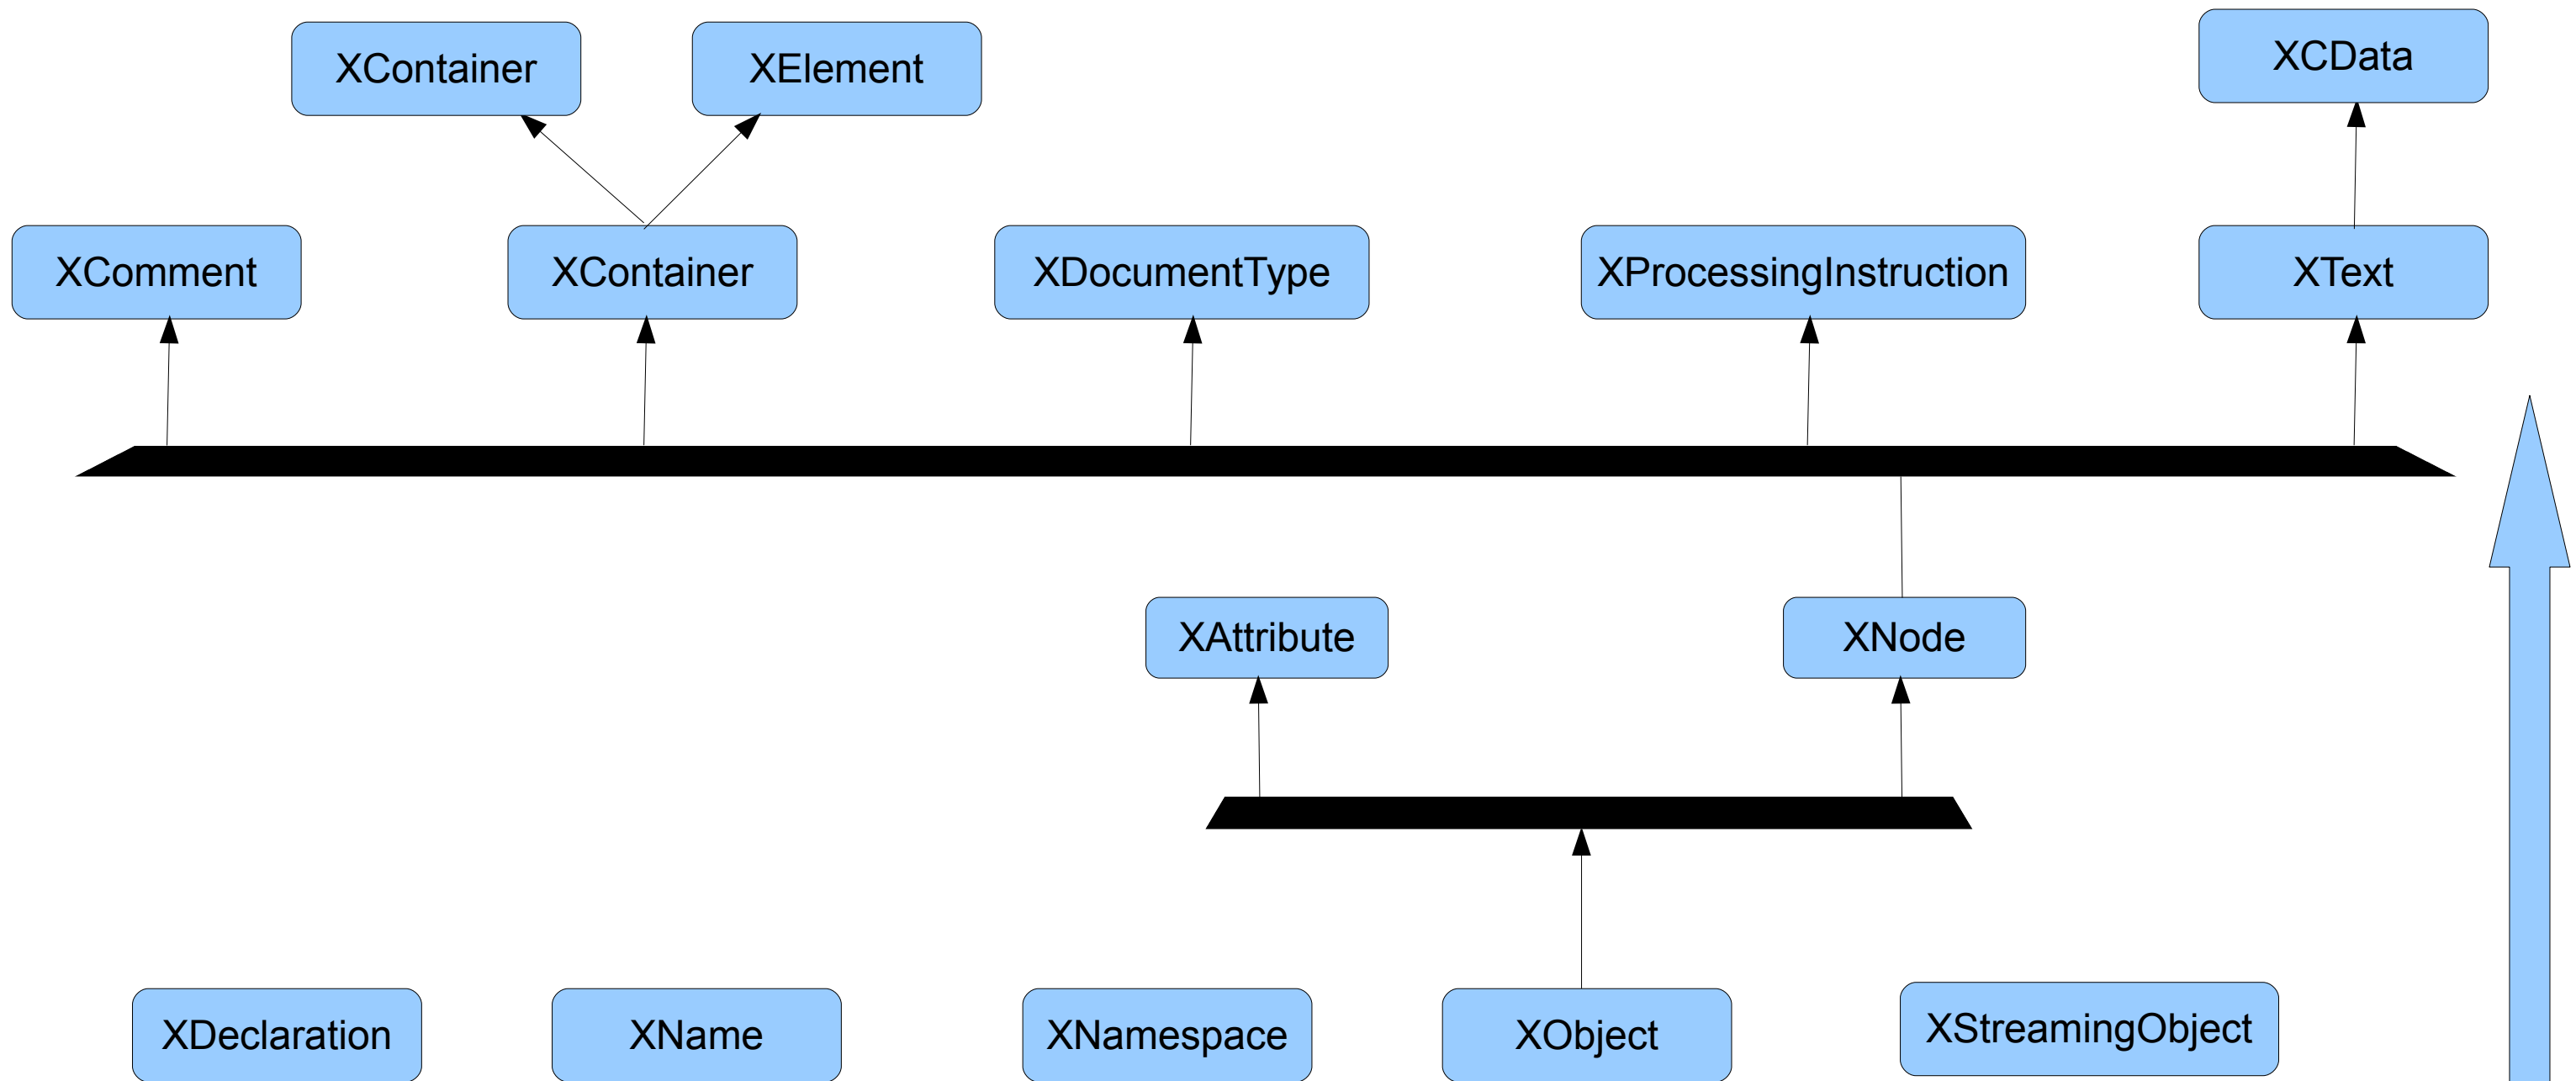 XContainer
XElement
XCData
XComment
XContainer
XDocumentType
XProcessingInstruction
XText
XAttribute
XNode
XDeclaration
XName
XNamespace
XObject
XStreamingObject